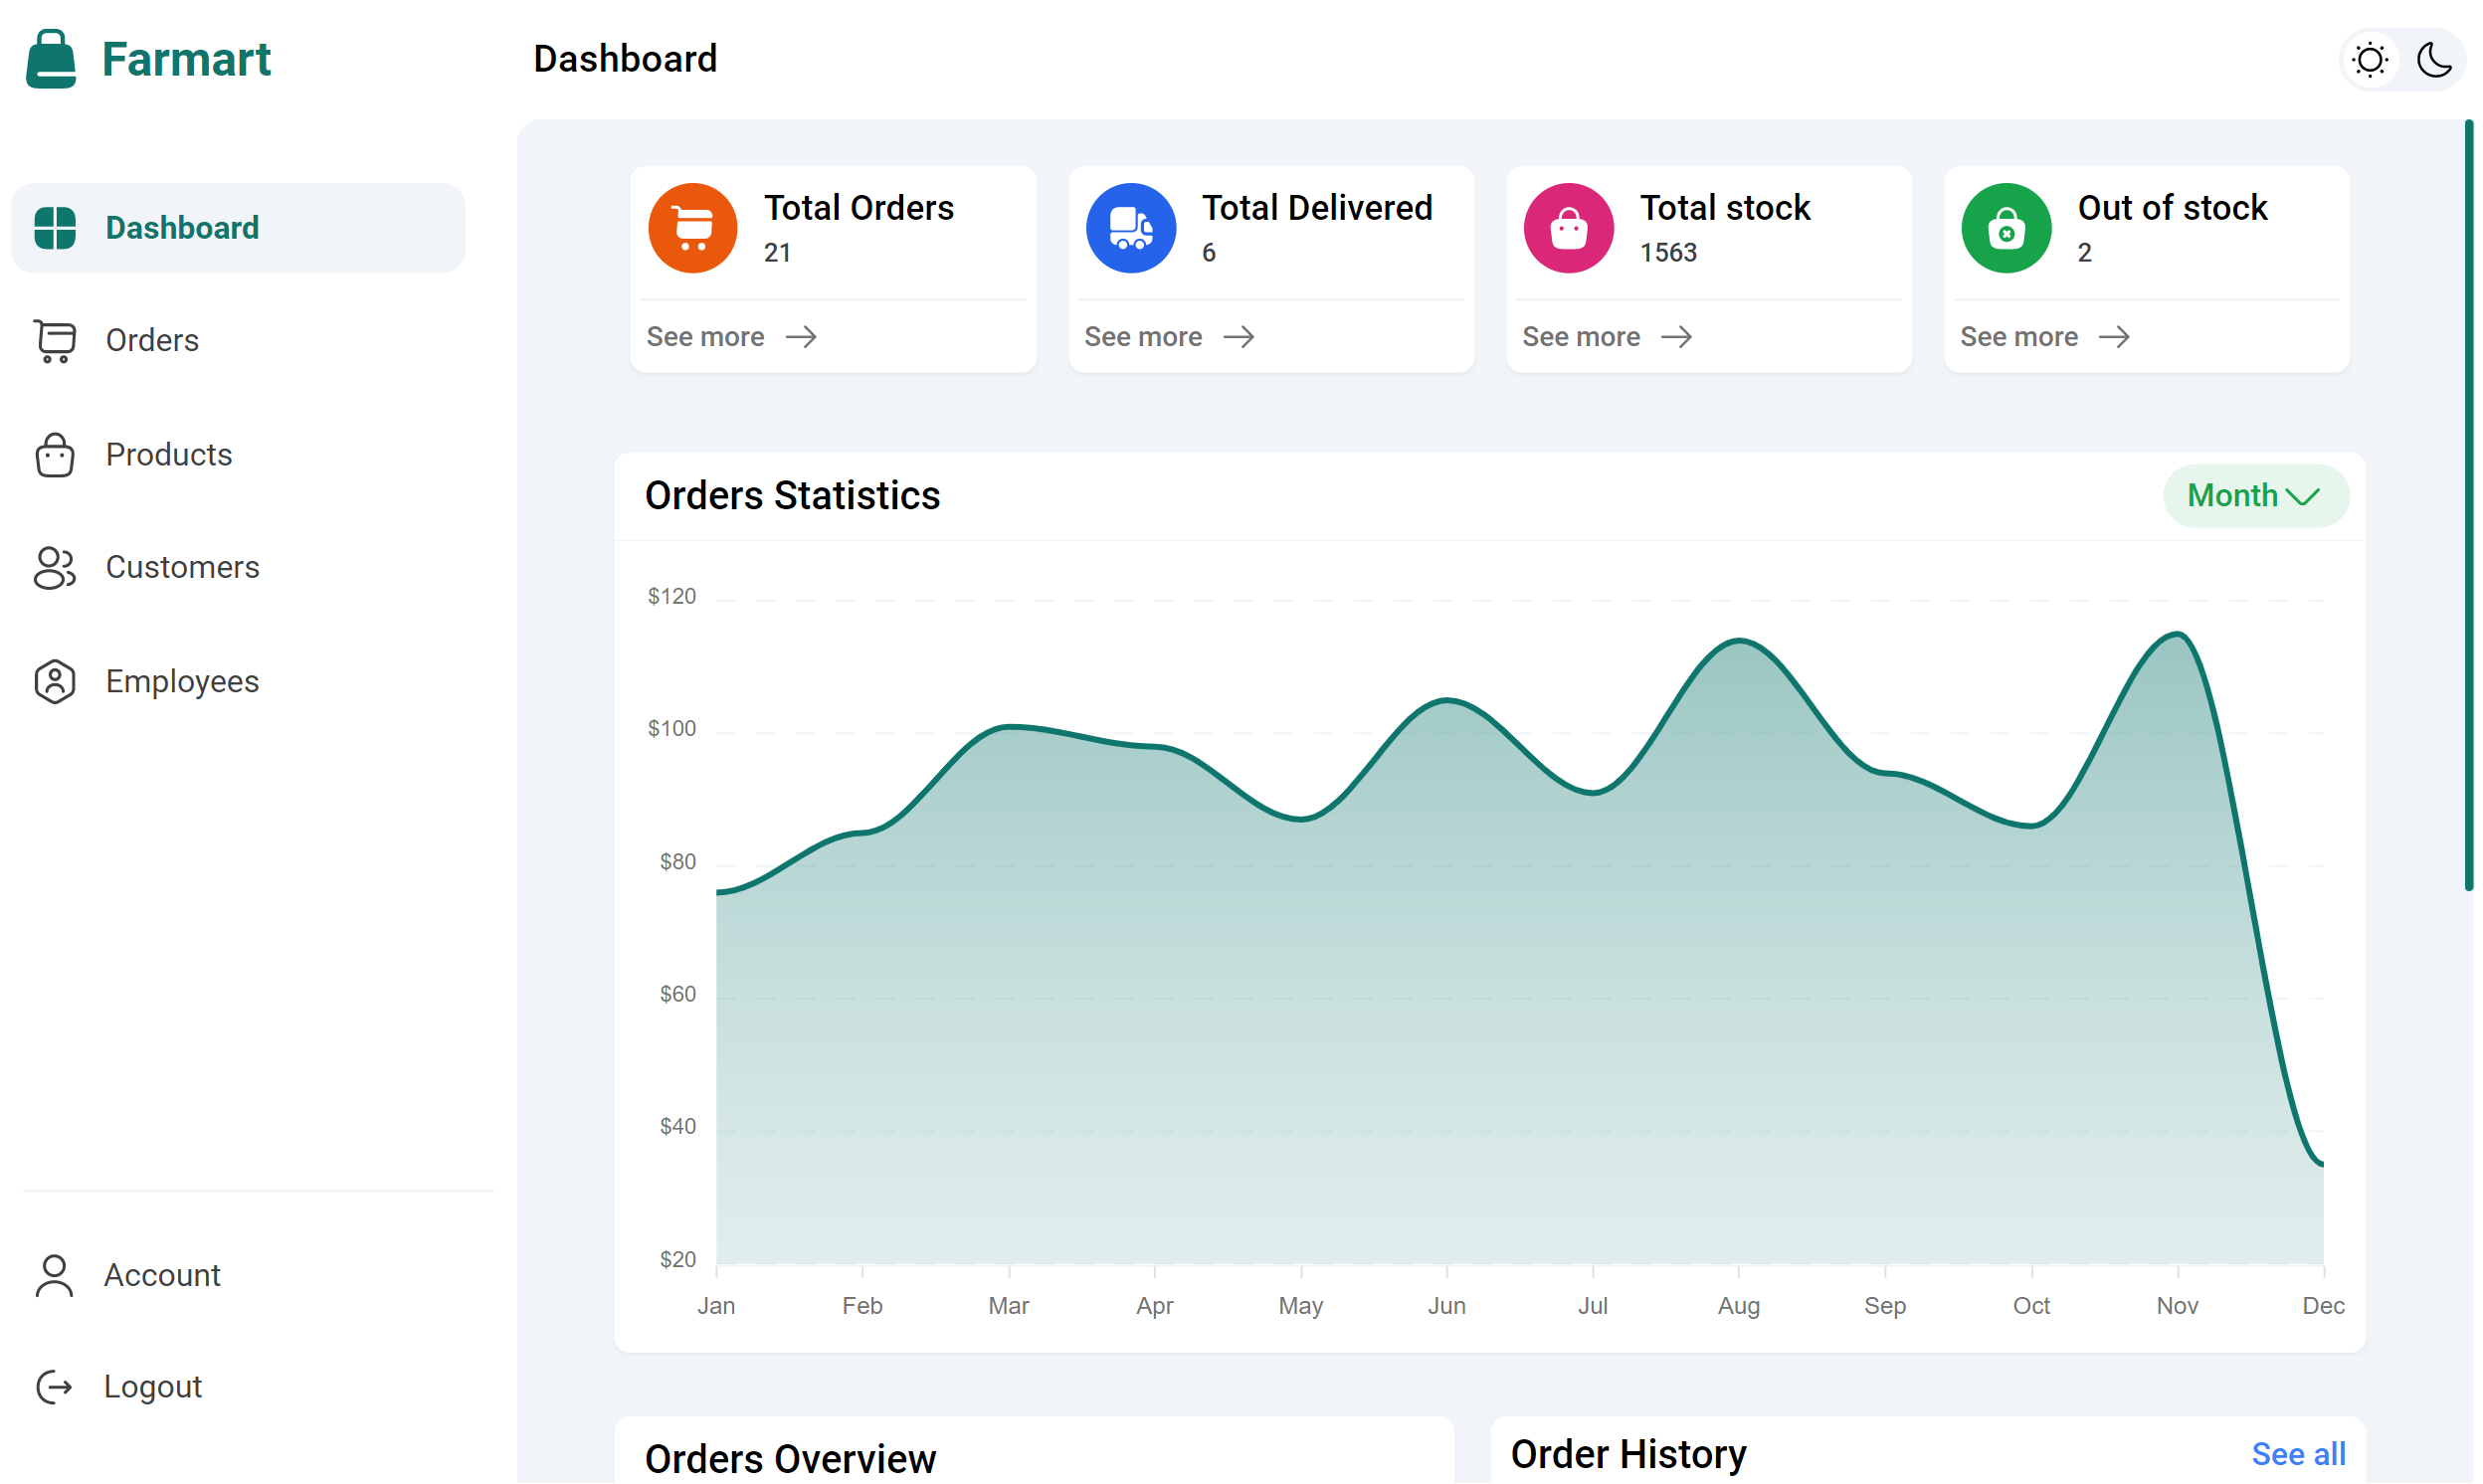 Farmart
Dashboard
Dashboard
Orders
Products
Customers
Employees
Account
Logout
Total Orders
21
See more
Total Delivered
6
See more
Total stock
1563
See more
Out of stock
2
See more
Orders Statistics
Month
$120
$100
$80
$60
$40
$20
Jan Feb Mar Apr May Jun Jul Aug Sep Oct Nov Dec
Orders Overview
Order History
See all